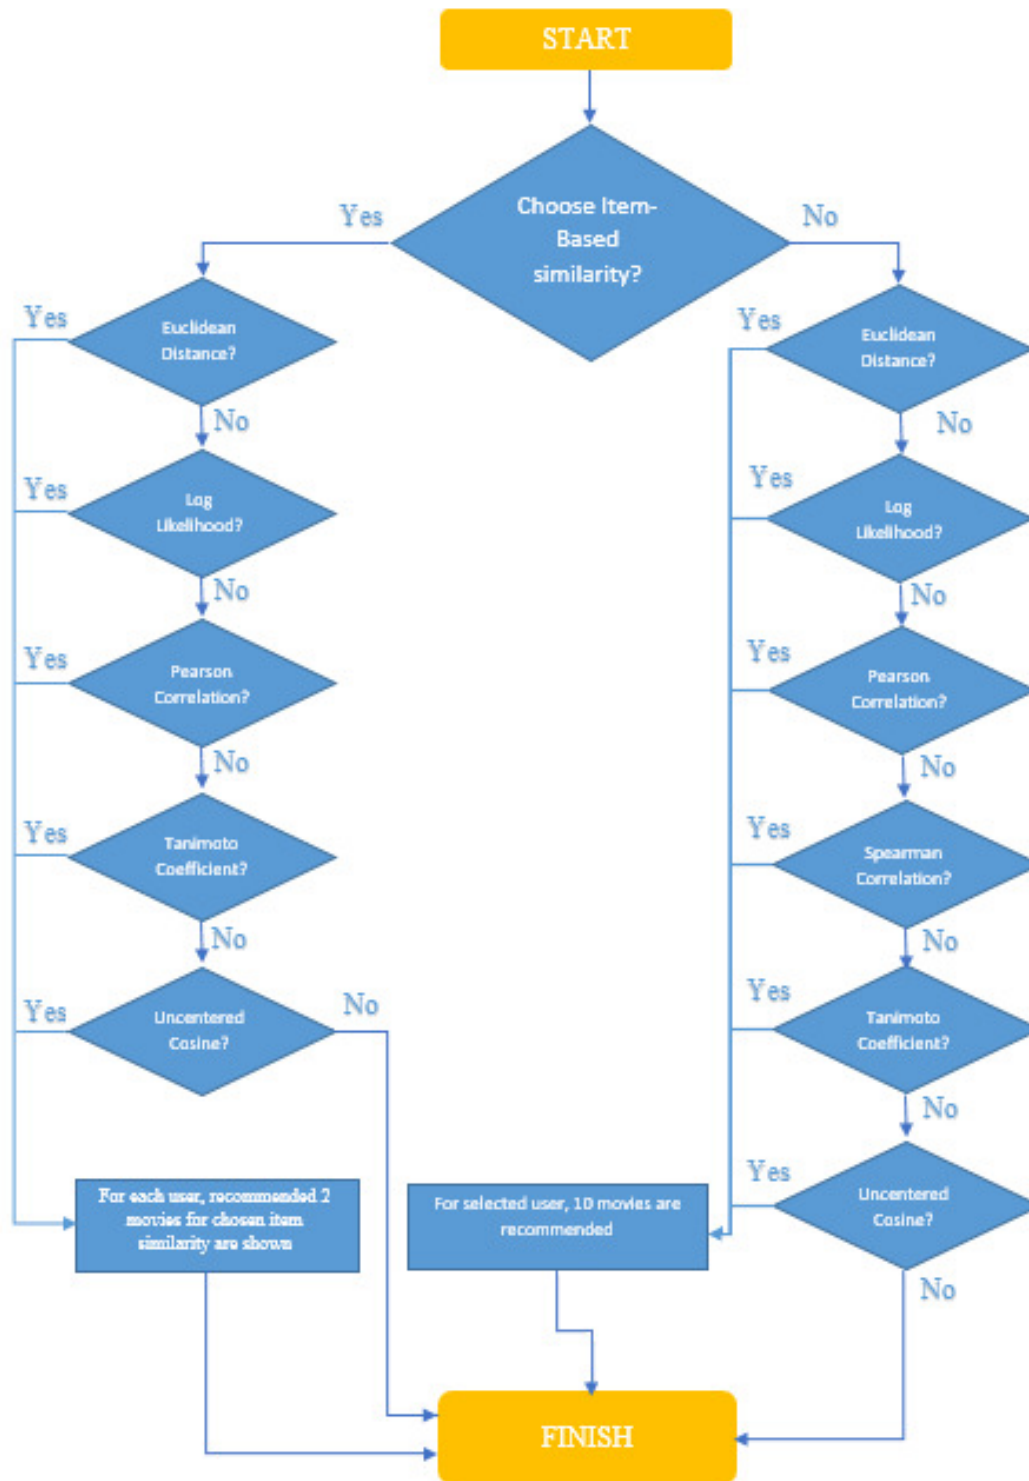 START
Choose Item-
Based
similarity?
Yes
No
Euclidean
Distance?
Yes
No
Log
Likelihood?
Yes
No
Pearson
Correlation?
Yes
No
Tanimoto
Coefficient?
Yes
No
Uncentered
Cosine?
Yes
No
For each user, recommended 2
movies for chosen item
similarity are shown
Euclidean
Distance?
Yes
No
Log
Likelihood?
Yes
No
Pearson
Correlation?
Yes
No
Spearman
Correlation?
Yes
No
Tanimoto
Coefficient?
Yes
No
Uncentered
Cosine?
Yes
No
For selected user, 10 movies are
recommended
FINISH